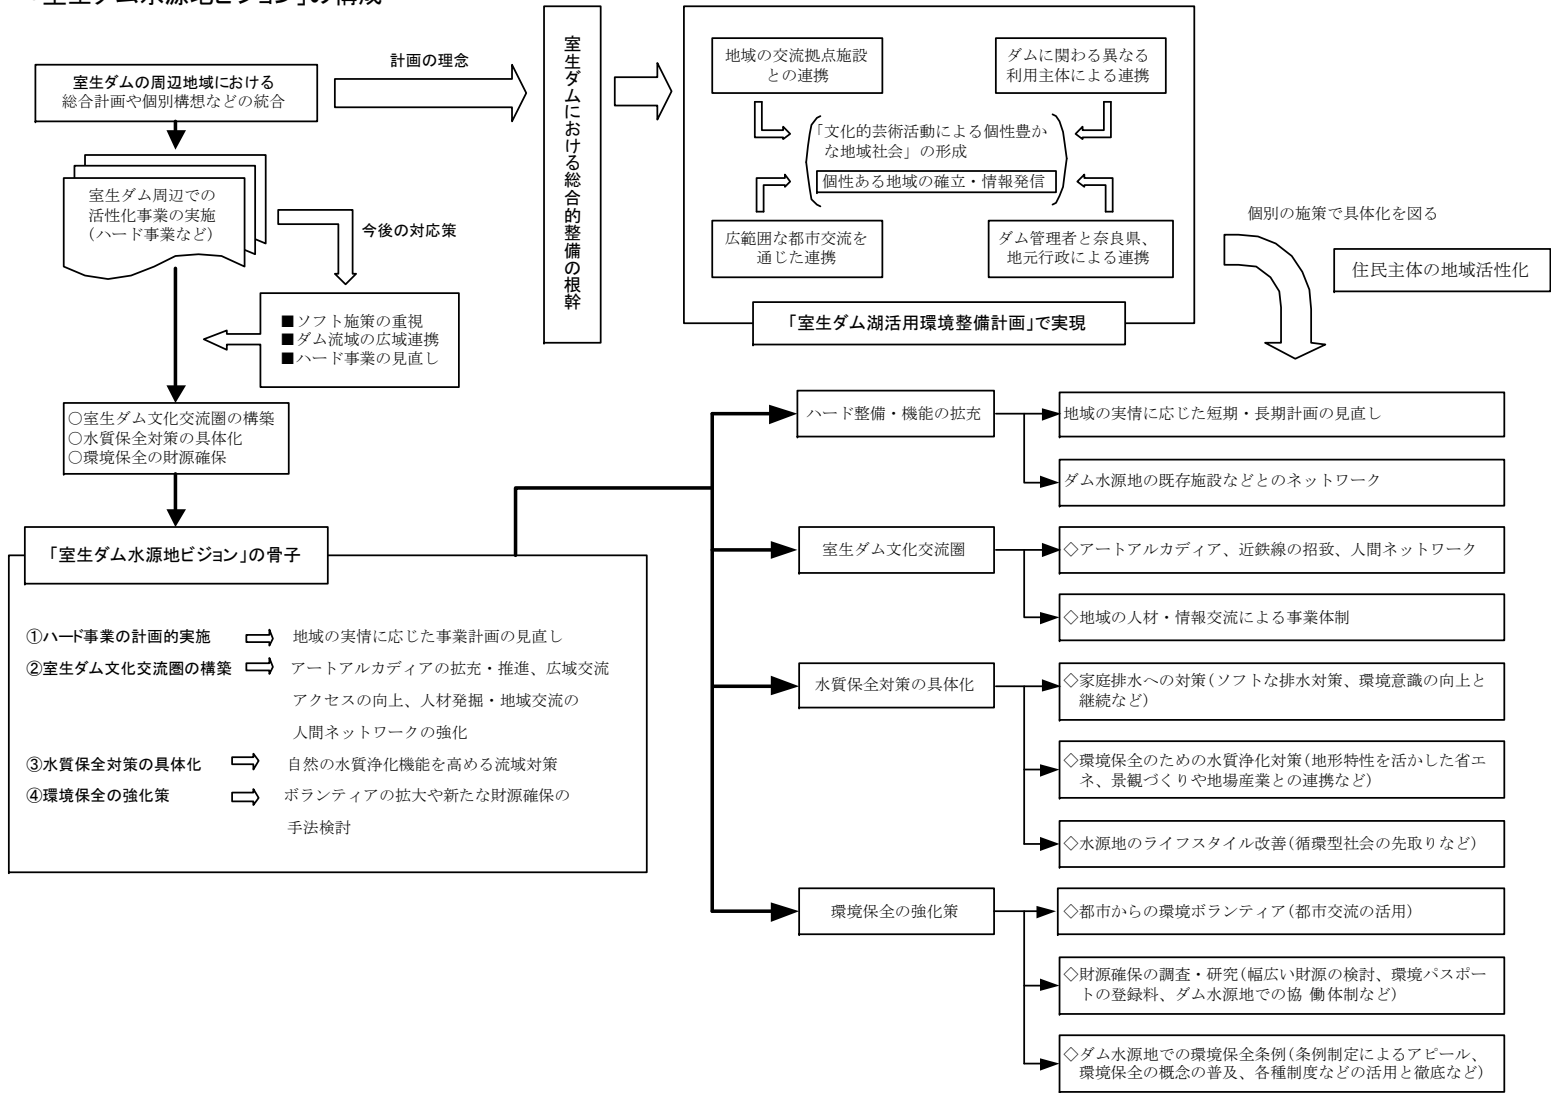 「室生ダム水源地ビジョン」の構成
計画の理念
室生ダムの周辺地域における
総合計画や個別構想などの統合
室生ダム周辺での
活性化事業の実施
(ハード事業など)
今後の対応策
■ソフト施策の重視
■ダム流域の広域連携
■ハード事業の見直し
○室生ダム文化交流圏の構築
○水質保全対策の具体化
○環境保全の財源確保
室生ダムにおける総合的整備の根幹
地域の交流拠点施設
との連携
ダムに関わる異なる
利用主体による連携
「文化的芸術活動による個性豊か
な地域社会」の形成
個性ある地域の確立・情報発信
広範囲な都市交流を
通じた連携
ダム管理者と奈良県、
地元行政による連携
「室生ダム湖活用環境整備計画」で実現
個別の施策で具体化を図る
住民主体の地域活性化
「室生ダム水源地ビジョン」の骨子
①ハード事業の計画的実施
地域の実情に応じた事業計画の見直し
②室生ダム文化交流圏の構築
アートアルカディアの拡充・推進、広域交流
アクセスの向上、人材発掘・地域交流の
人間ネットワークの強化
③水質保全対策の具体化
自然の水質浄化機能を高める流域対策
④環境保全の強化策
ボランティアの拡大や新たな財源確保の
手法検討
ハード整備・機能の拡充
地域の実情に応じた短期・長期計画の見直し
ダム水源地の既存施設などとのネットワーク
室生ダム文化交流圏
◇アートアルカディア、近鉄線の招致、人間ネットワーク
◇地域の人材・情報交流による事業体制
水質保全対策の具体化
◇家庭排水への対策(ソフトな排水対策、環境意識の向上と
継続など)
◇環境保全のための水質浄化対策(地形特性を活かした省エ
ネ、景観づくりや地場産業との連携など)
◇水源地のライフスタイル改善(循環型社会の先取りなど)
環境保全の強化策
◇都市からの環境ボランティア(都市交流の活用)
◇財源確保の調査・研究(幅広い財源の検討、環境パスポー
トの登録料、ダム水源地での協 働体制など)
◇ダム水源地での環境保全条例(条例制定によるアピール、
環境保全の概念の普及、各種制度などの活用と徹底など)